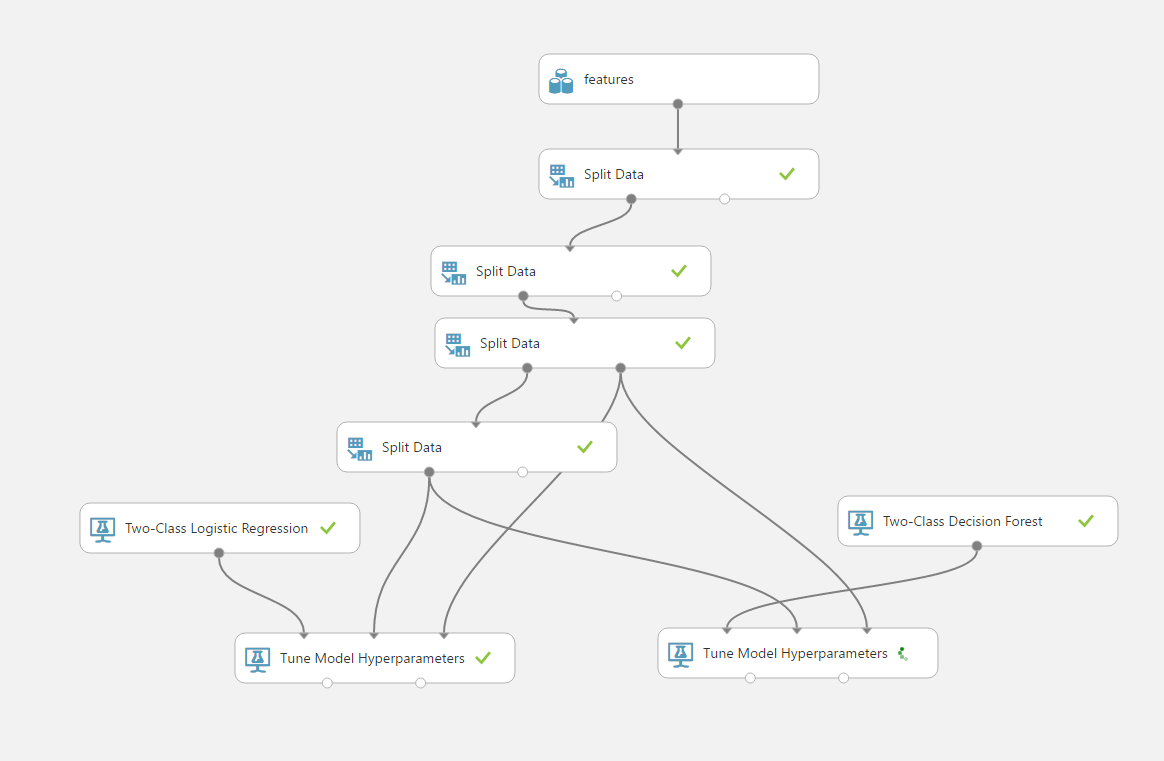 features
Split Data
Split Data
Split Data
Split Data
Two-Class Logistic Regression
Two-Class Decision Forest
Tune Model Hyperparameters
Tune Model Hyperparameters